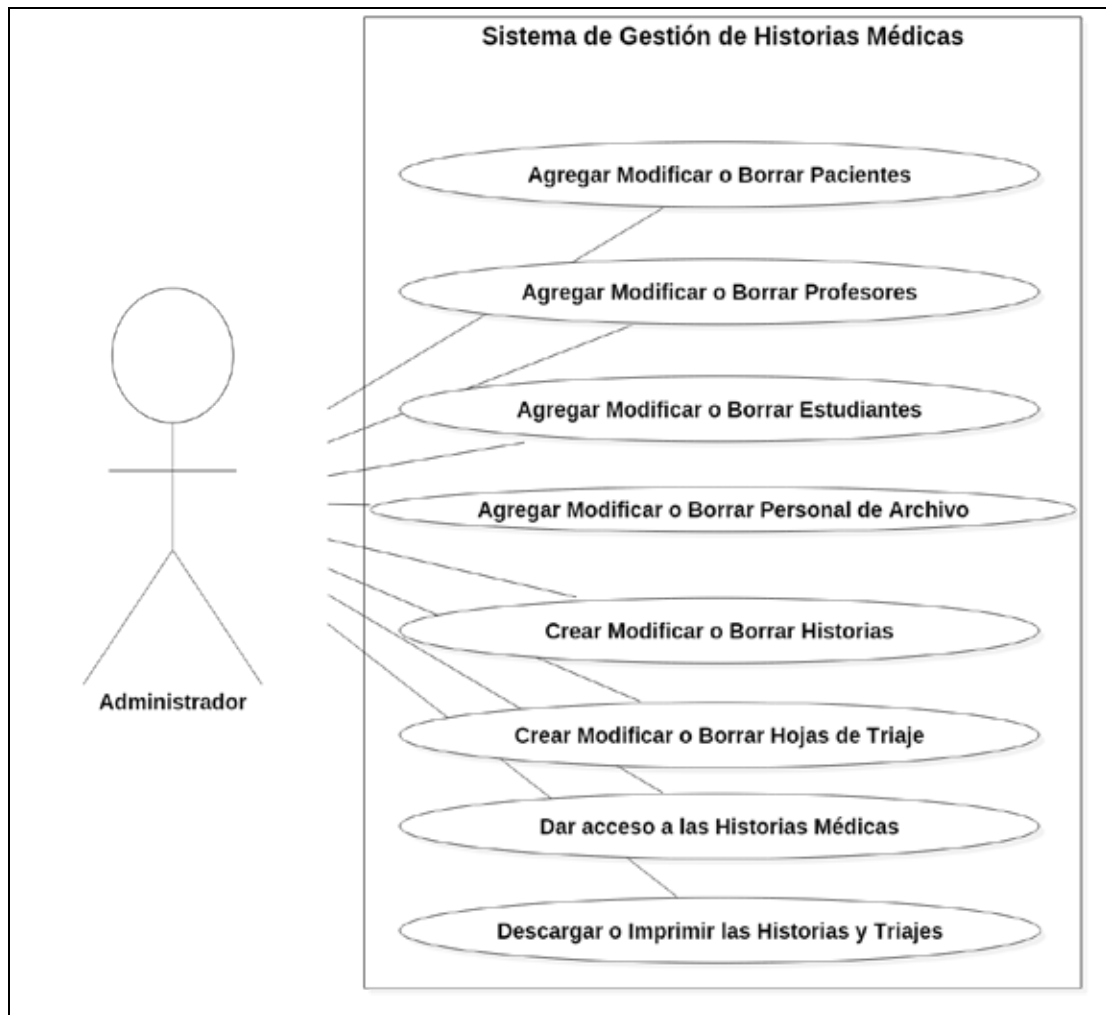 Sistema de Gestión de Historias Médicas
Agregar Modificar o Borrar Pacientes
Agregar Modificar o Borrar Profesores
Agregar Modificar o Borrar Estudiantes
Agregar Modificar o Borrar Personal de Archivo
Crear Modificar o Borrar Historias
Administrador
Crear Modificar o Borrar Hojas de Triaje
Dar acceso a las Historias Médicas
Descargar o Imprimir las Historias y Triajes